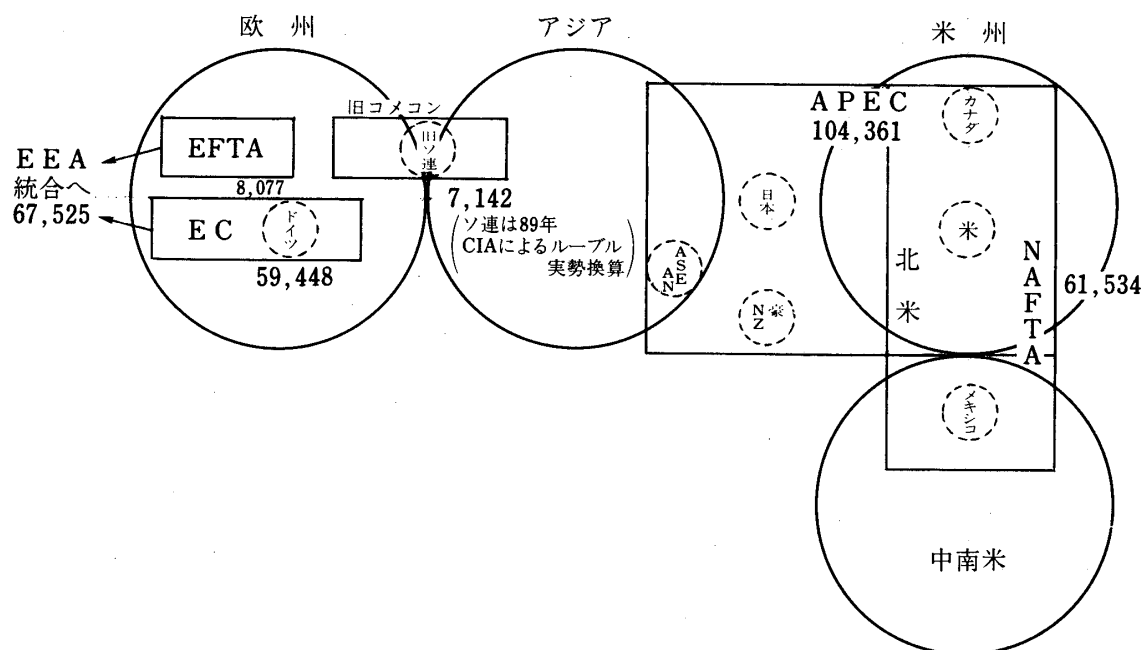 欧州
アジア
米州
旧コメコン
EFTA
8,077
EEA
統合へ
67,525
EC
ドイツ
59,448
旧ソ連
7,142
(ソ連は89年
CIAによるルーブル
実勢換算)
APEC
104,361
カナダ
日本
米
ASEAN
豪
NZ
北米
NAFTA
61,534
メキシコ
中南米